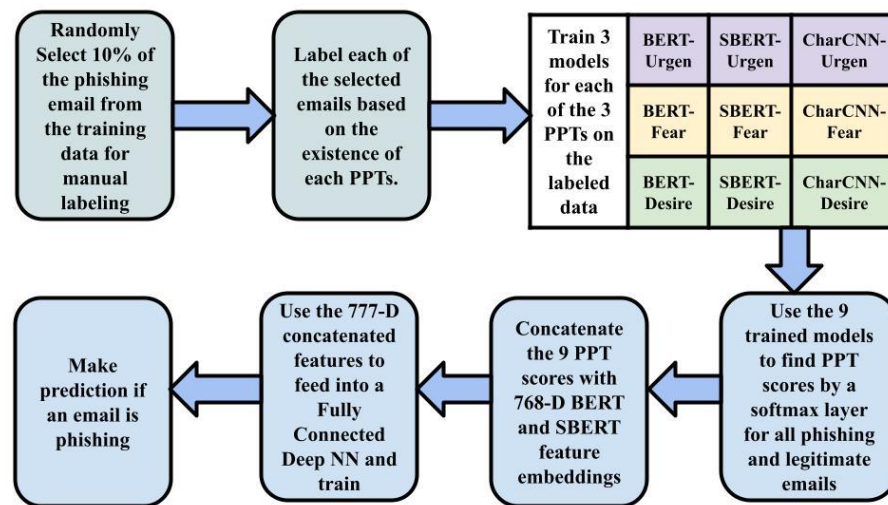 Randomly
Select 10% of
the phishing
email from
the training
data for
manual
labeling
Label each of
the selected
emails based
on the
existence of
each PPTs.
Train 3
models
for each
of the 3
PPTs on
the
labeled
data
BERT-
Urgen
SBERT-
Urgen
CharCNN-
Urgen
BERT-
Fear
SBERT-
Fear
CharCNN-
Fear
BERT-
Desire
SBERT-
Desire
CharCNN-
Desire
Use the 9
trained models
to find PPT
scores by a
softmax layer
for all phishing
and legitimate
emails
Concatenate
the 9 PPT
scores with
768-D BERT
and SBERT
feature
embeddings
Use the 777-D
concatenated
features to
feed into a
Fully
Connected
Deep NN and
train
Make
prediction if
an email is
phishing